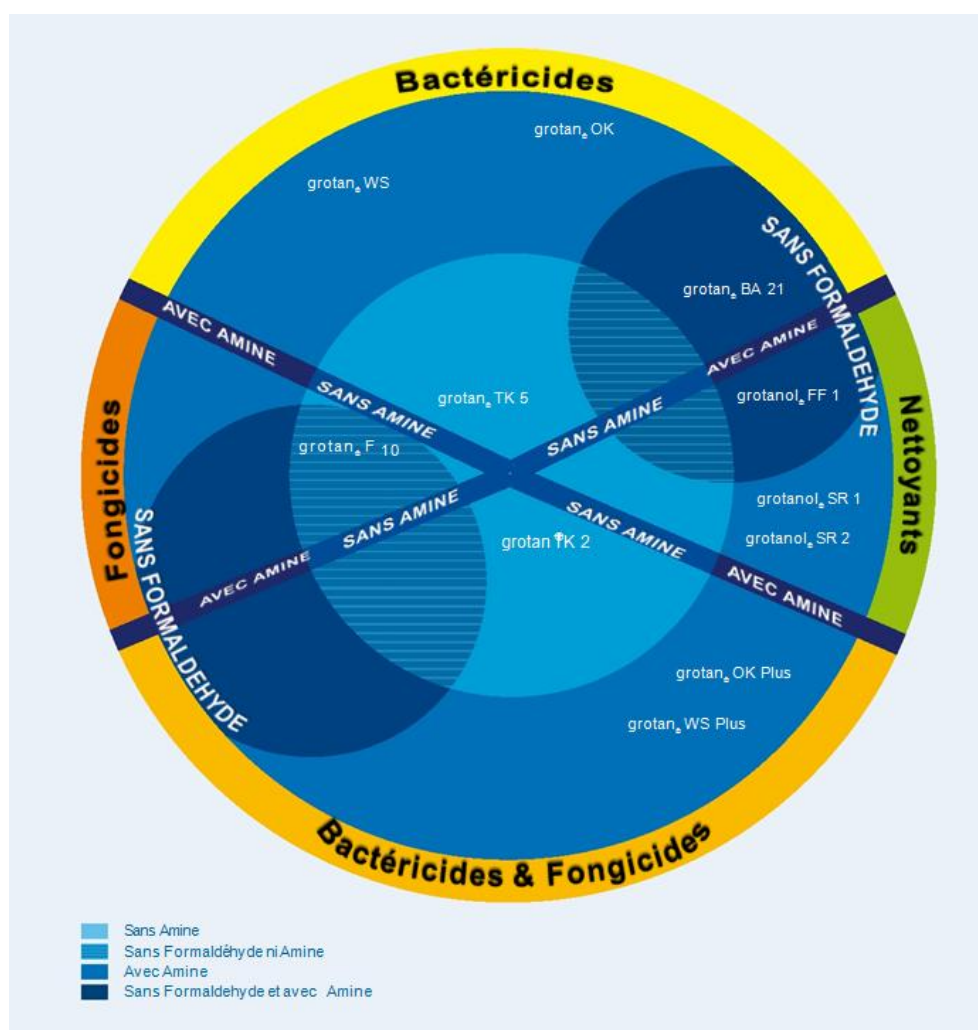 Bactéricides
grotan® OK
grotan® WS
SANS FORMALDEHYDE
grotan® BA 21
AVEC AMINE
AVEC AMINE
SANS AMINE
grotan® TK 5
SANS AMINE
grotanol® FF 1
Fongicides
Nettoyants
grotan® F 10
SANS AMINE
SANS AMINE
grotanol® SR 1
grotanol® SR 2
grotan® TK 2
AVEC AMINE
AVEC AMINE
SANS FORMALDEHYDE
grotan® OK Plus
grotan® WS Plus
Bactéricides & Fongicides
Sans Amine
Sans Formaldéhyde ni Amine
Avec Amine
Sans Formaldehyde et avec Amine